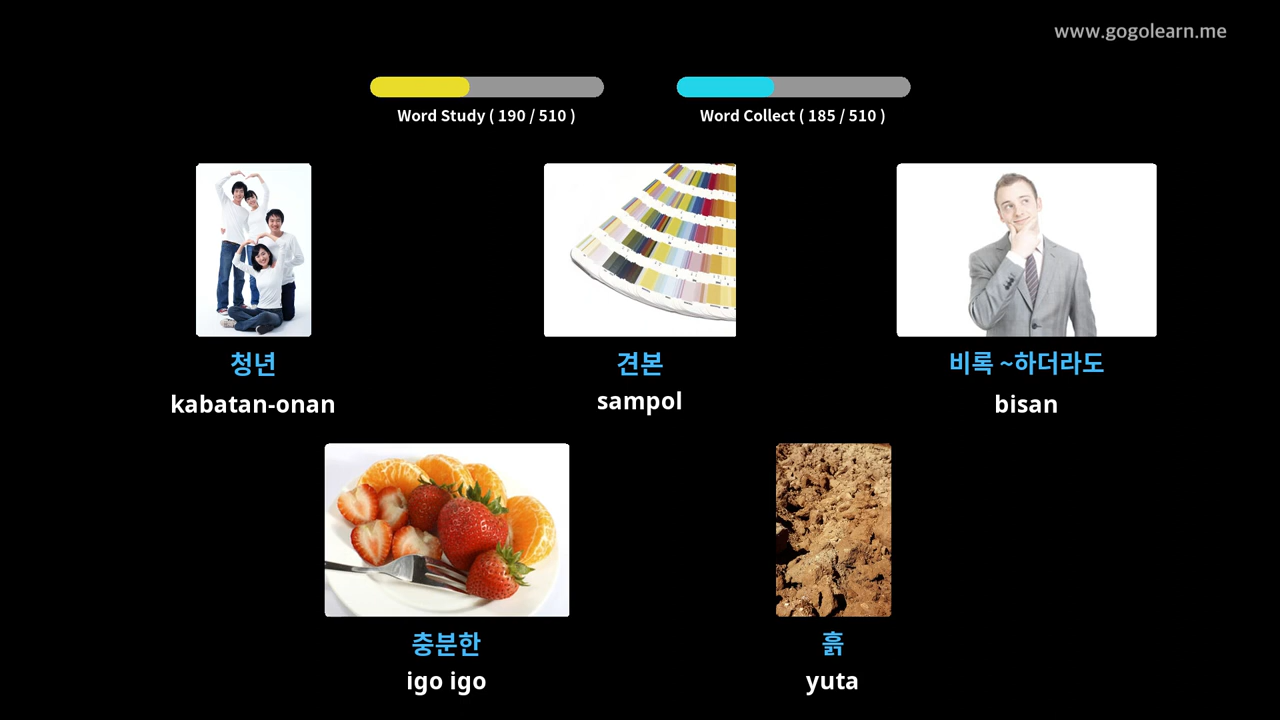 www.gogolearn.me
Word Study ( 190 / 510 )
Word Collect ( 185 / 510 )
청년
kabatan-onan
견본
sampol
비록 ~하더라도
bisan
충분한
igo igo
흙
yuta